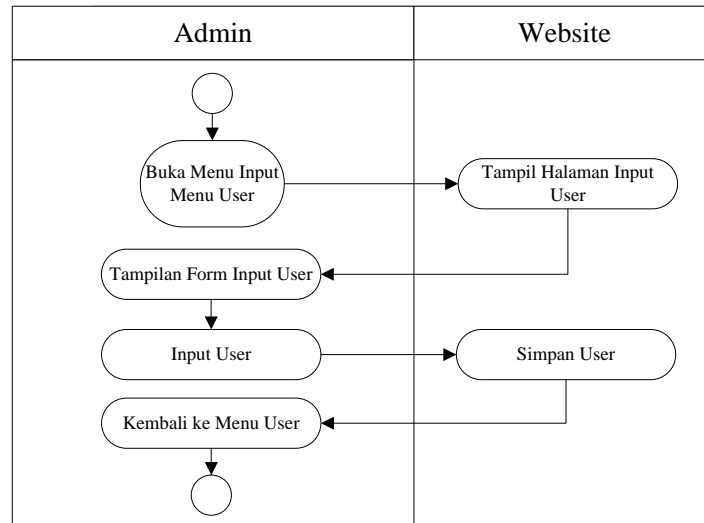 Admin
Website
Buka Menu Input
Menu User
Tampil Halaman Input
User
Tampilan Form Input User
Input User
Simpan User
Kembali ke Menu User